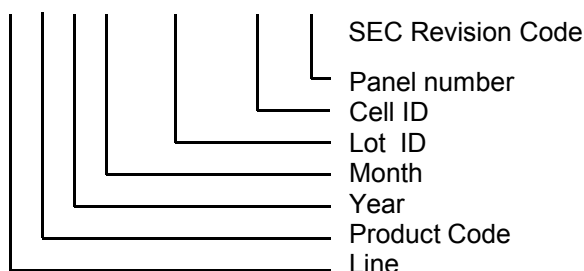 SEC Revision Code
Panel number
Cell ID
Lot ID
Month
Year
Product Code
Line